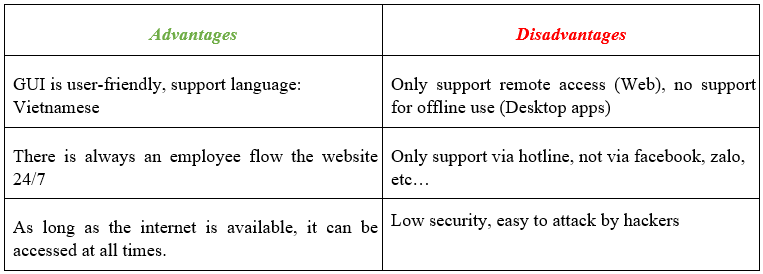 Advantages
Disadvantages
GUI is user-friendly, support language:
Vietnamese
Only support remote access (Web), no support
for offline use (Desktop apps)
There is always an employee flow the website
24/7
Only support via hotline, not via facebook, zalo,
etc…
As long as the internet is available, it can be
accessed at all times.
Low security, easy to attack by hackers